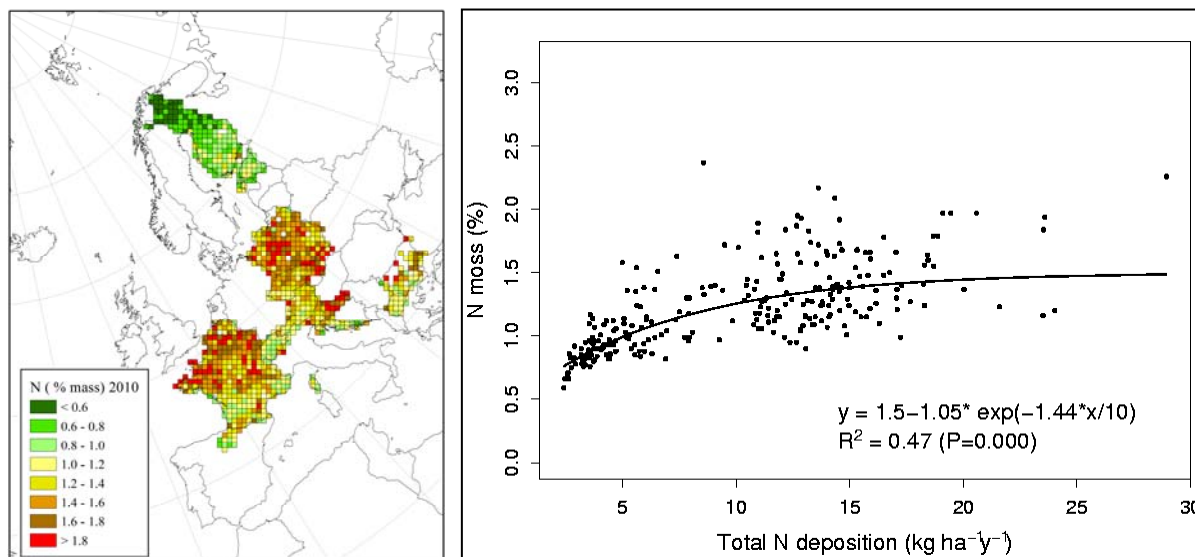 N ( % mass) 2010
< 0.6
0.6 - 0.8
0.8 - 1.0
1.0 - 1.2
1.2 - 1.4
1.4 - 1.6
1.6 - 1.8
> 1.8
3.0
2.5
2.0
1.5
1.0
0.5
0.0
N moss (%)
y = 1.5−1.05* exp(−1.44*x/10)
R² = 0.47 (P=0.000)
5 10 15 20 25 30
Total N deposition (kg ha⁻¹y⁻¹)